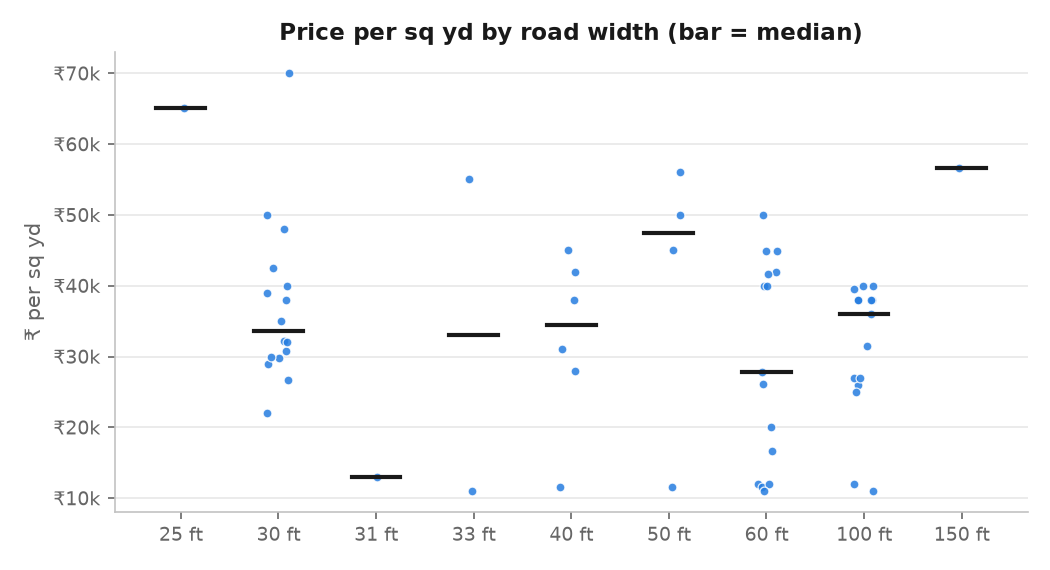 Price per sq yd by road width (bar = median)
₹ per sq yd
₹70k
₹60k
₹50k
₹40k
₹30k
₹20k
₹10k
25 ft
30 ft
31 ft
33 ft
40 ft
50 ft
60 ft
100 ft
150 ft